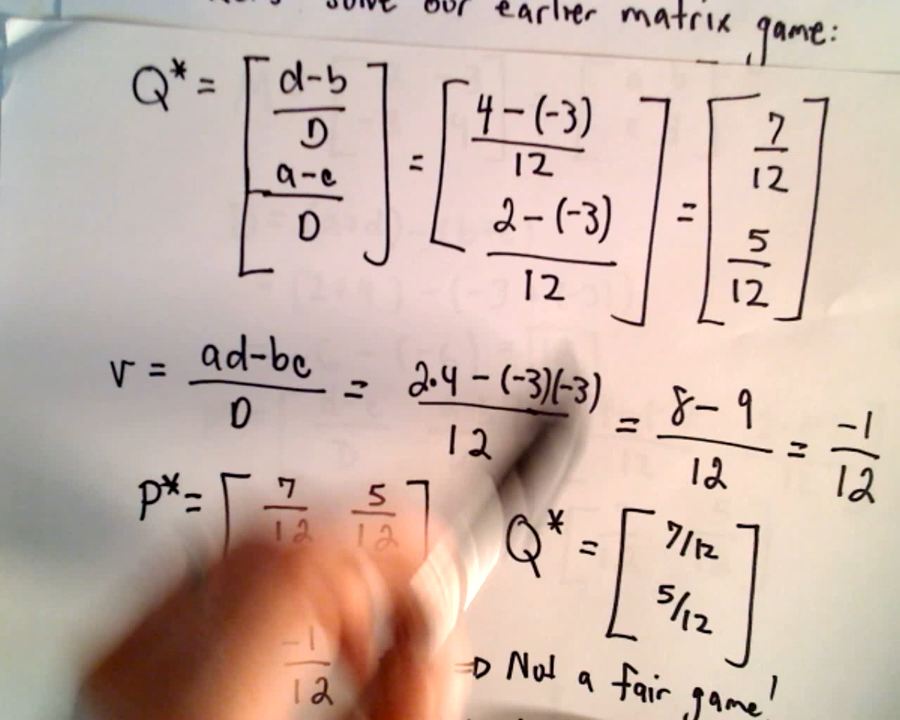 solve our earlier matrix game:
Q* = [ (d-b)/D ; (a-c)/D ] = [ (4-(-3))/12 ; (2-(-3))/12 ] = [ 7/12 ; 5/12 ]
v = (ad-bc)/D = (2·4-(-3)(-3))/12 = (8-9)/12 = -1/12
P* = [ 7/12 5/12 ] Q* = [ 7/12 ; 5/12 ]
-1/12 ⇒ Not a fair game!